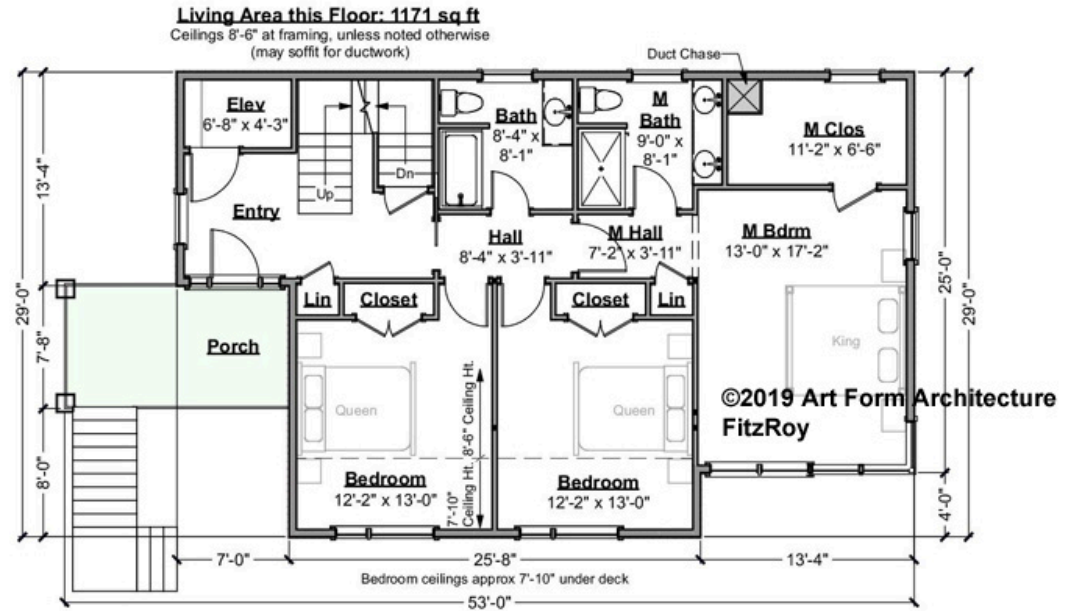 Living Area this Floor: 1171 sq ft
Ceilings 8'-6" at framing, unless noted otherwise
(may soffit for ductwork)
Duct Chase
Elev
6'-8" x 4'-3"
Up
Dn
Bath
8'-4" x
8'-1"
M
Bath
9'-0" x
8'-1"
M Clos
11'-2" x 6'-6"
Entry
Hall
8'-4" x 3'-11"
M Hall
7'-2" x 3'-11"
M Bdrm
13'-0" x 17'-2"
Lin
Closet
Closet
Lin
Porch
Queen
Queen
King
8'-6" Ceiling Ht.
7'-10"
Ceiling Ht.
Bedroom
12'-2" x 13'-0"
Bedroom
12'-2" x 13'-0"
©2019 Art Form Architecture
FitzRoy
29'-0"
13'-4"
7'-8"
8'-0"
25'-0"
29'-0"
4'-0"
7'-0"
25'-8"
13'-4"
Bedroom ceilings approx 7'-10" under deck
53'-0"